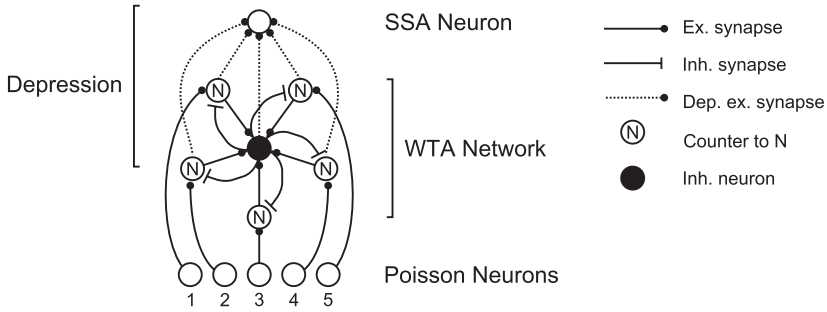 SSA Neuron
Depression
WTA Network
N
N
N
N
N
Poisson Neurons
1 2 3 4 5
Ex. synapse
Inh. synapse
Dep. ex. synapse
N Counter to N
Inh. neuron